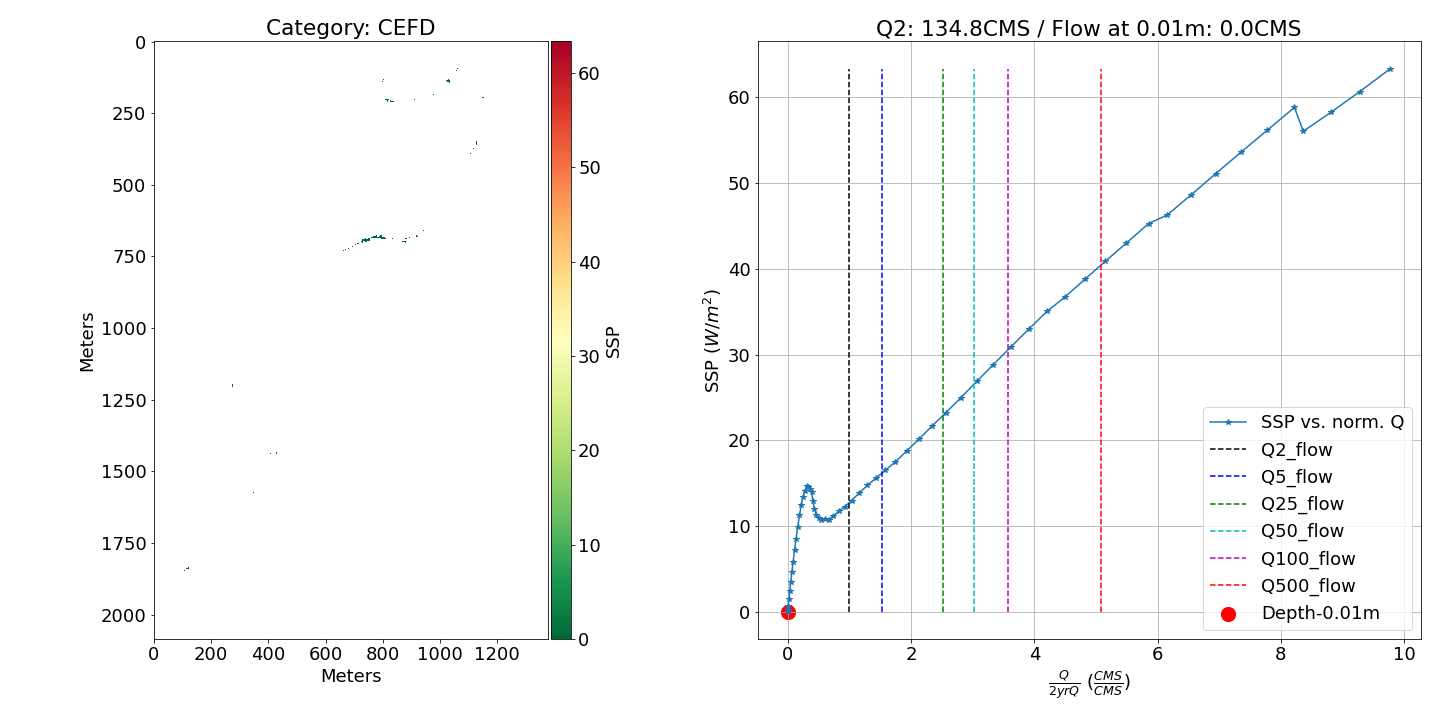 Category: CEFD
0
250
500
750
1000
1250
1500
1750
2000
Meters
0
200
400
600
800
1000
1200
Meters
60
50
40
30
20
10
0
SSP
Q2: 134.8CMS / Flow at 0.01m: 0.0CMS
60
50
40
30
20
10
0
SSP (W/m²)
0
2
4
6
8
10
Q/2yrQ (CMS/CMS)
SSP vs. norm. Q
Q2_flow
Q5_flow
Q25_flow
Q50_flow
Q100_flow
Q500_flow
Depth-0.01m